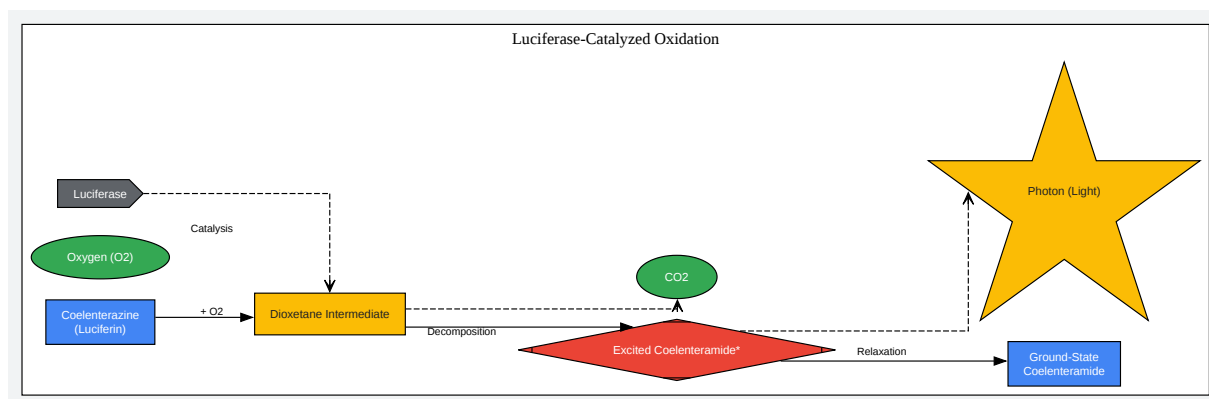 Luciferase-Catalyzed Oxidation
Luciferase
Catalysis
Oxygen (O2)
Coelenterazine
(Luciferin)
+ O2
Dioxetane Intermediate
Decomposition
CO2
Excited Coelenteramide*
Photon (Light)
Relaxation
Ground-State
Coelenteramide